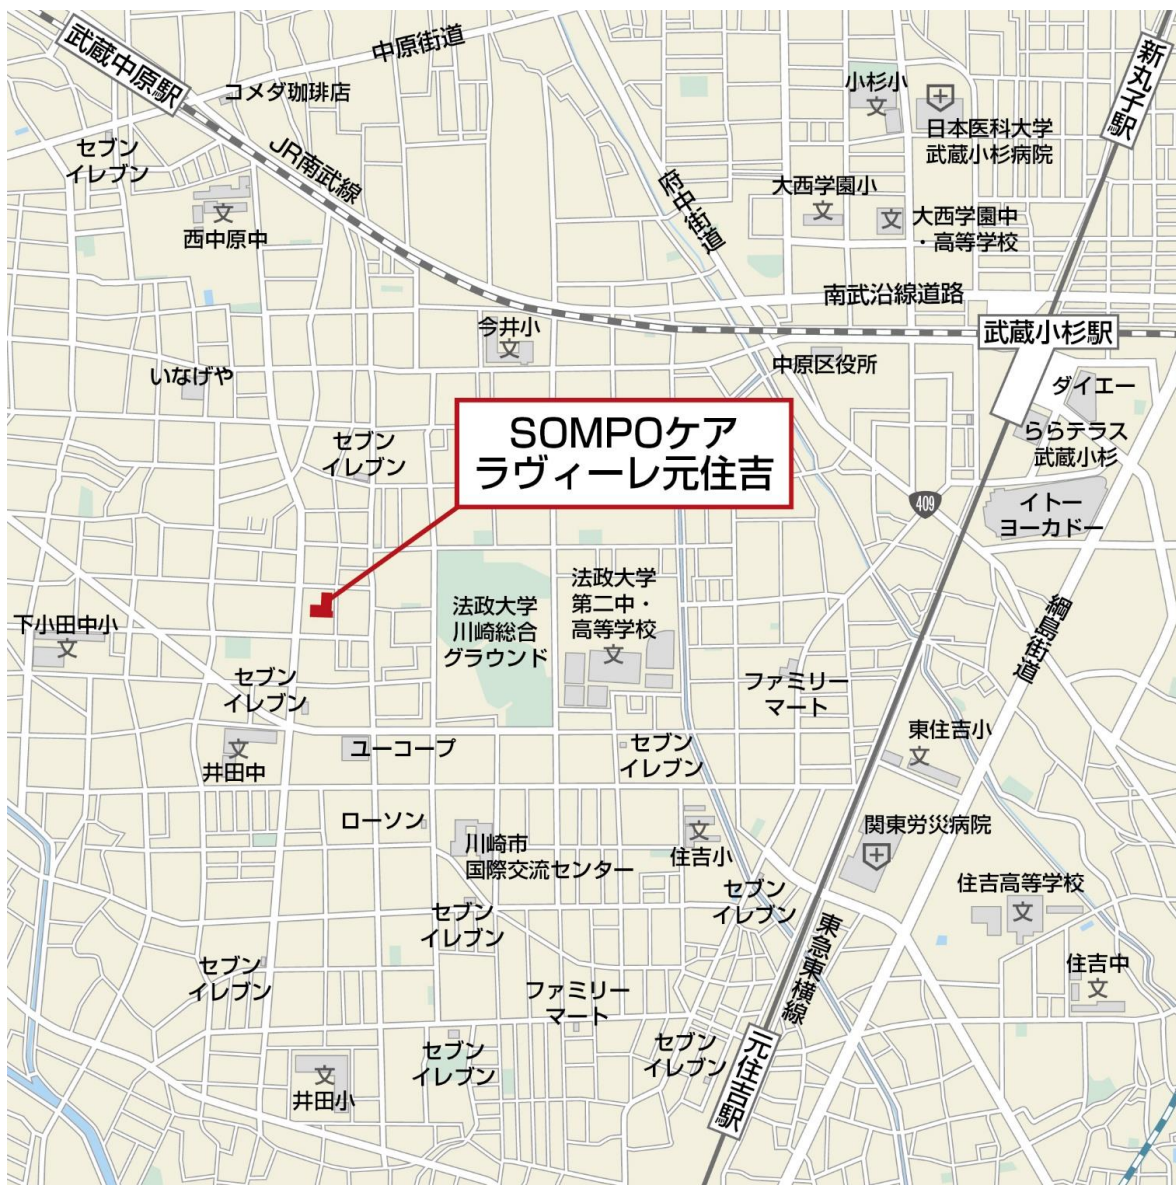 武蔵中原駅
中原街道
コメダ珈琲店
セブン
イレブン
JR南武線
西中原中
小杉小
文
日本医科大学
武蔵小杉病院
新丸子駅
府中街道
大西学園小
文
文
大西学園中
・高等学校
文
南武沿線道路
今井小
文
武蔵小杉駅
中原区役所
いなげや
ダイエー
ららテラス
武蔵小杉
セブン
イレブン
SOMPOケア
ラヴィーレ元住吉
409
イトー
ヨーカドー
綱島街道
下小田中小
文
法政大学
川崎総合
グラウンド
法政大学
第二中・
高等学校
文
セブン
イレブン
ファミリー
マート
東住吉小
文
文
井田中
ユーコープ
セブン
イレブン
ローソン
川崎市
国際交流センター
文
住吉小
関東労災病院
セブン
イレブン
セブン
イレブン
住吉高等学校
文
東急東横線
セブン
イレブン
ファミリー
マート
住吉中
文
セブン
イレブン
セブン
イレブン
元住吉駅
文
井田小